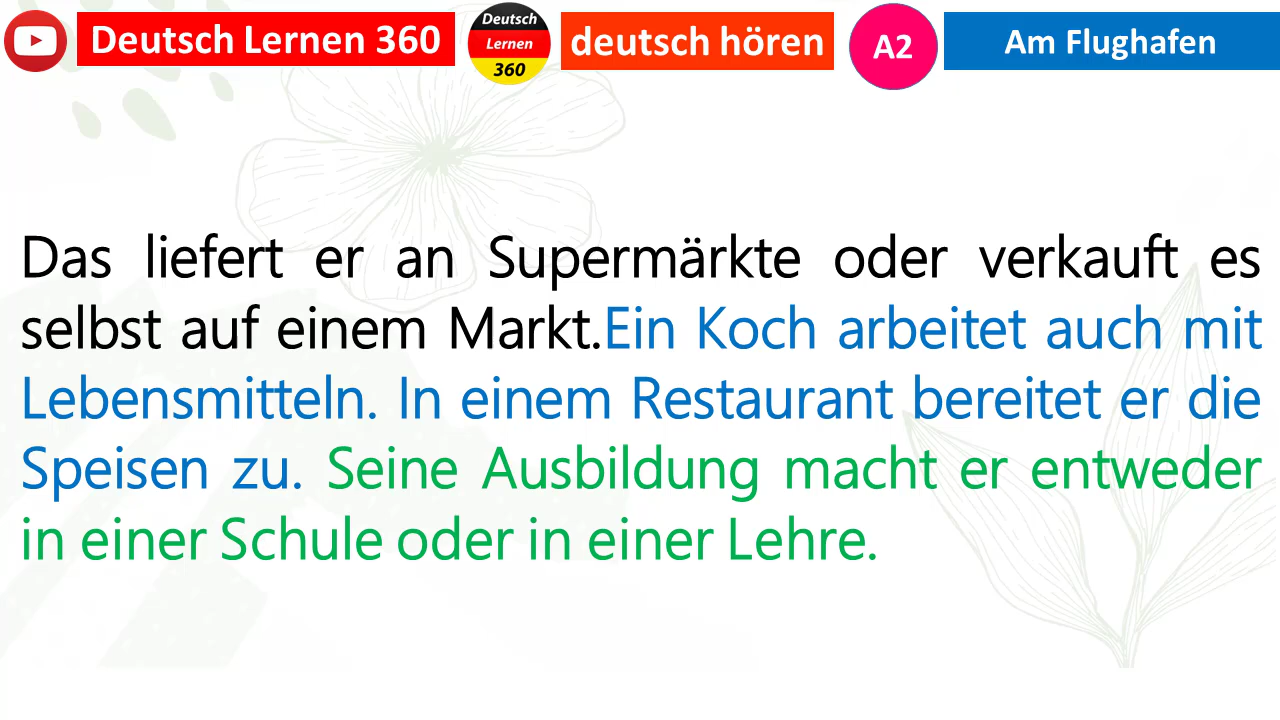 Deutsch Lernen 360
Deutsch
Lernen
360
deutsch hören
A2
Am Flughafen
Das liefert er an Supermärkte oder verkauft es
selbst auf einem Markt.Ein Koch arbeitet auch mit
Lebensmitteln. In einem Restaurant bereitet er die
Speisen zu. Seine Ausbildung macht er entweder
in einer Schule oder in einer Lehre.